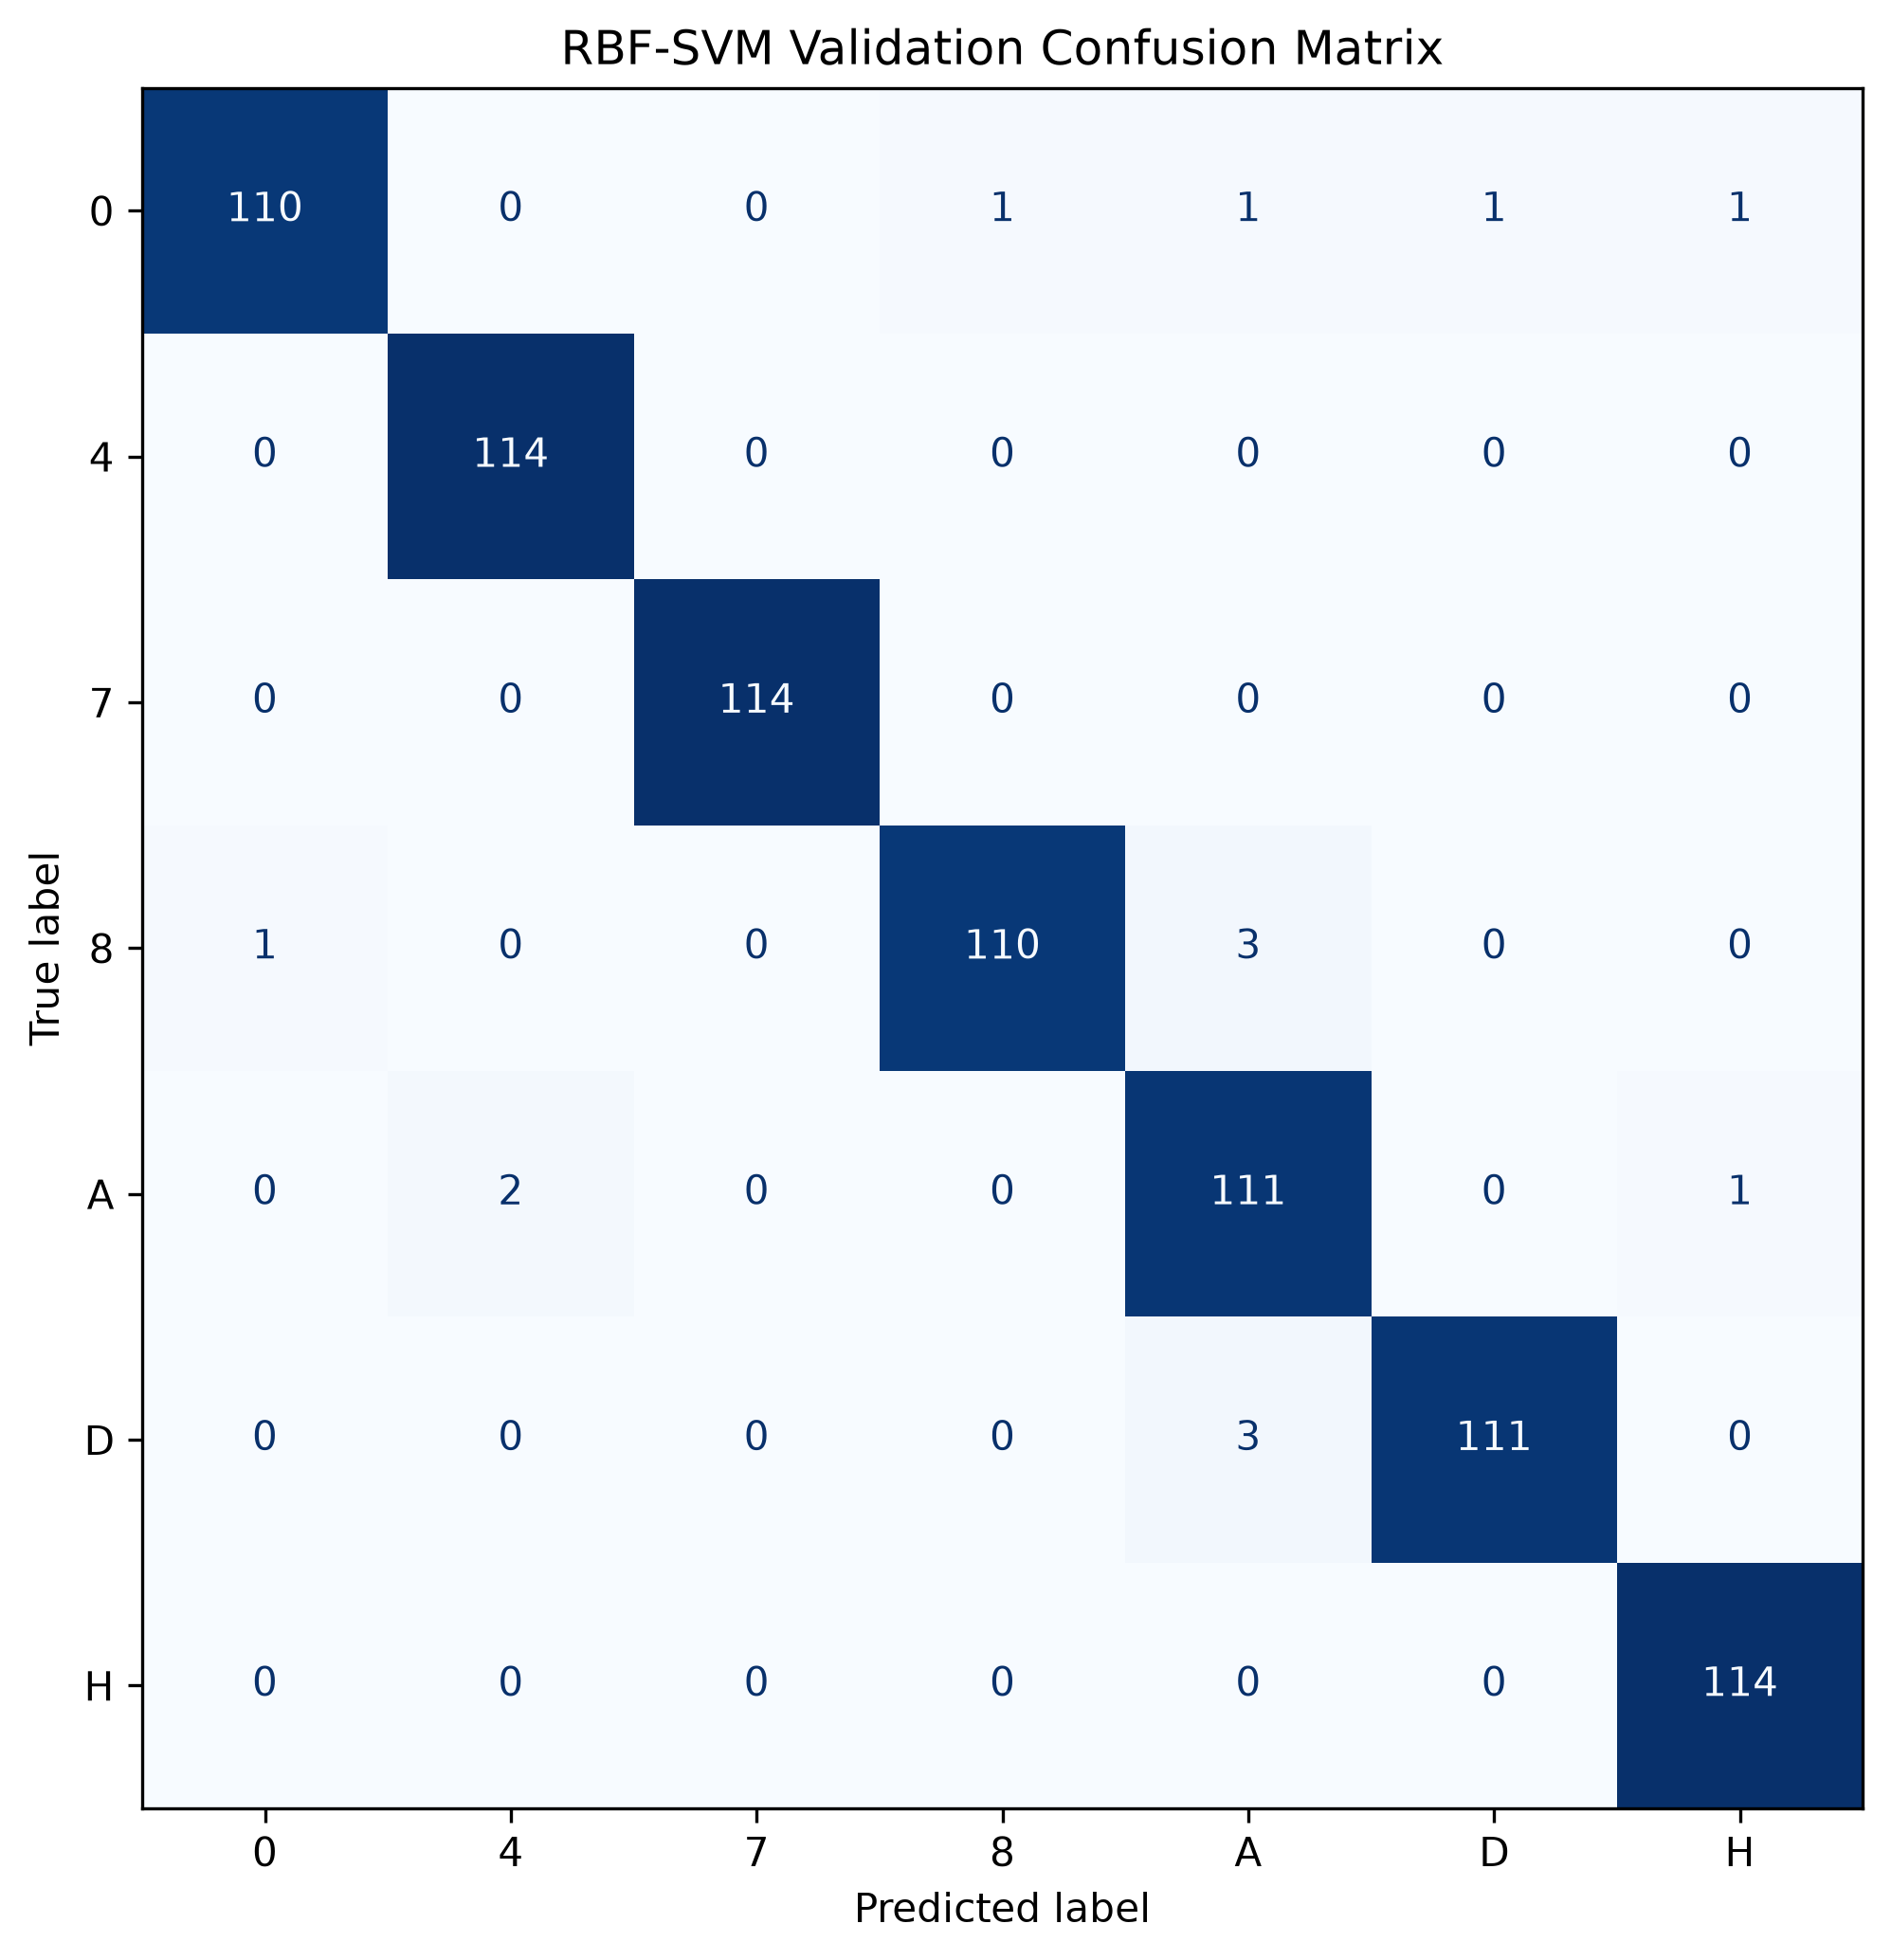 RBF-SVM Validation Confusion Matrix
0 110 0 0 1 1 1 1
4 0 114 0 0 0 0 0
7 0 0 114 0 0 0 0
8 1 0 0 110 3 0 0
A 0 2 0 0 111 0 1
D 0 0 0 0 3 111 0
H 0 0 0 0 0 0 114
True label
0 4 7 8 A D H
Predicted label